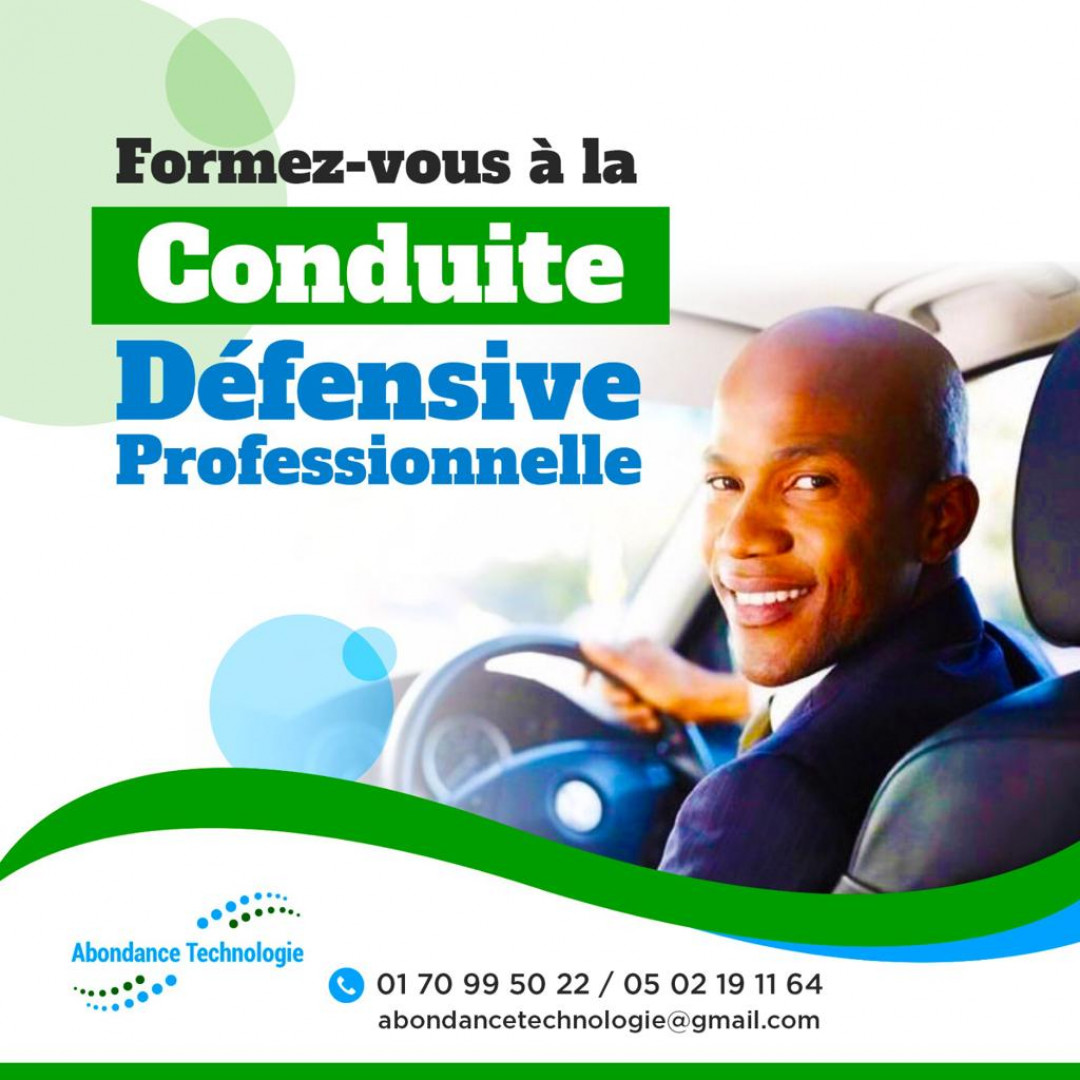 Formez-vous à la
Conduite
Défensive
Professionnelle
Abondance Technologie
01 70 99 50 22 / 05 02 19 11 64
abondancetechnologie@gmail.com